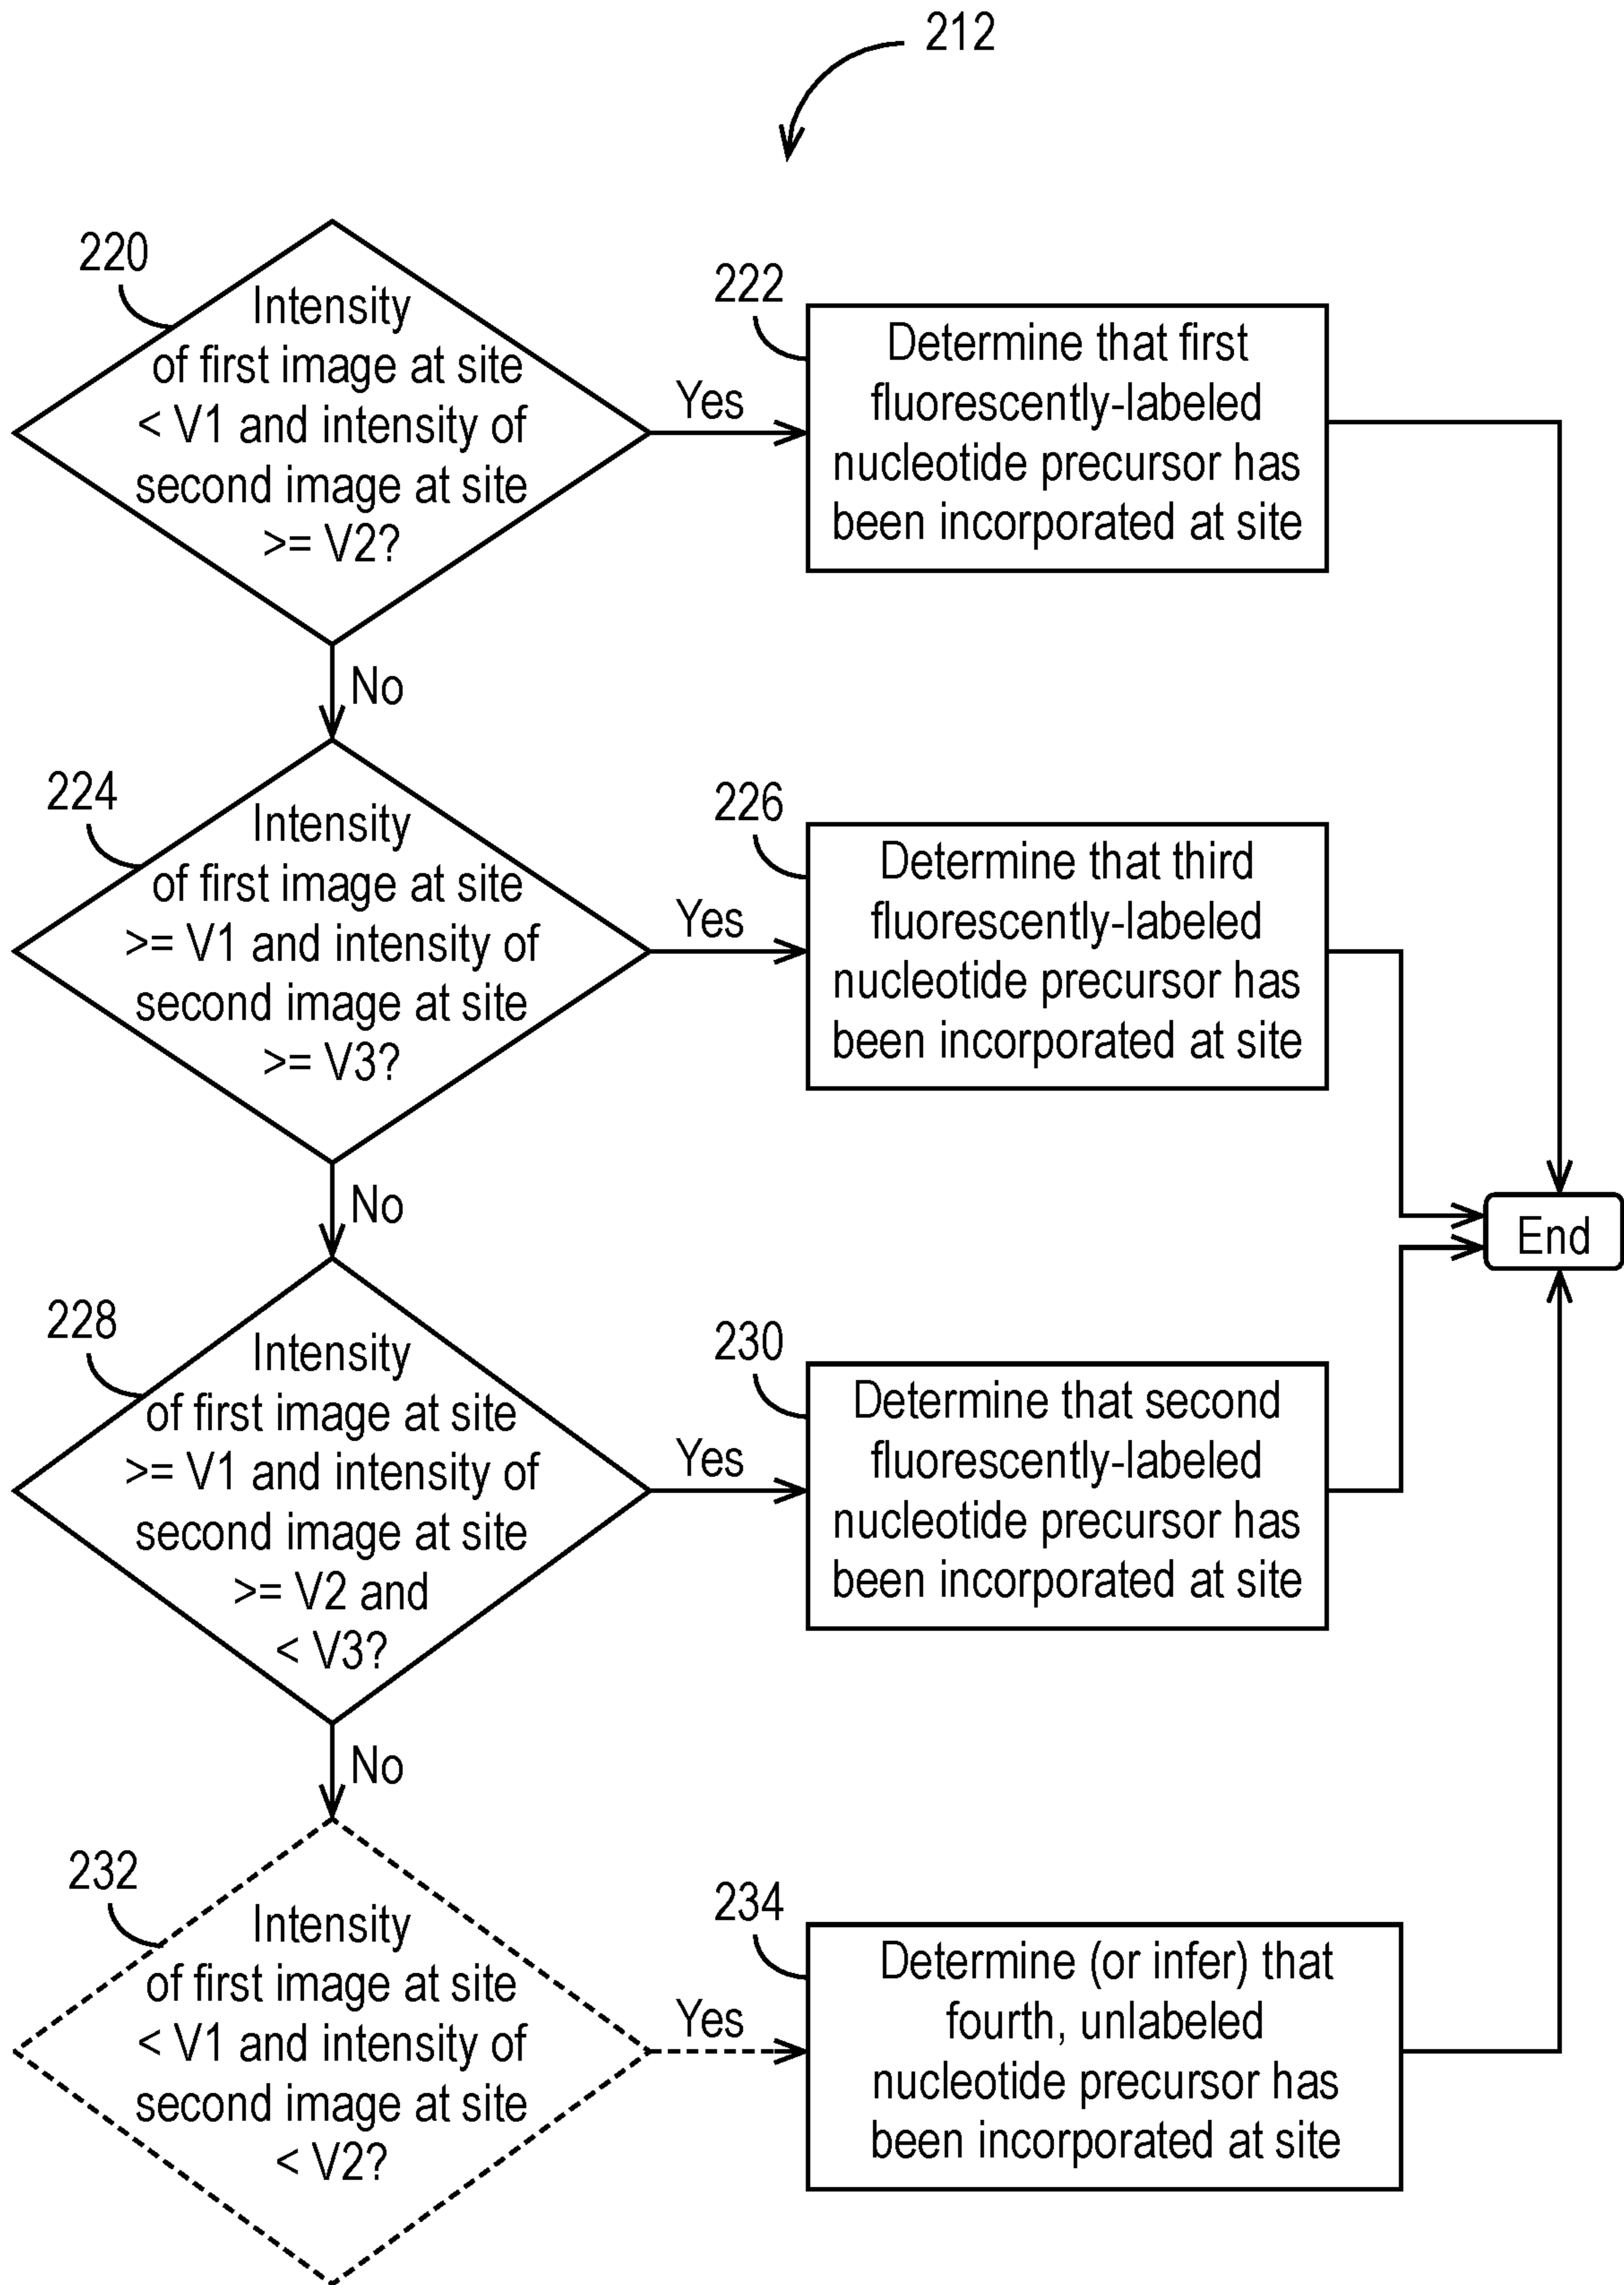 212
220
Intensity
of first image at site
< V1 and intensity of
second image at site
>= V2?
Yes
222
Determine that first
fluorescently-labeled
nucleotide precursor has
been incorporated at site
No
224
Intensity
of first image at site
>= V1 and intensity of
second image at site
>= V3?
Yes
226
Determine that third
fluorescently-labeled
nucleotide precursor has
been incorporated at site
No
End
228
Intensity
of first image at site
>= V1 and intensity of
second image at site
>= V2 and
< V3?
Yes
230
Determine that second
fluorescently-labeled
nucleotide precursor has
been incorporated at site
No
232
Intensity
of first image at site
< V1 and intensity of
second image at site
< V2?
Yes
234
Determine (or infer) that
fourth, unlabeled
nucleotide precursor has
been incorporated at site